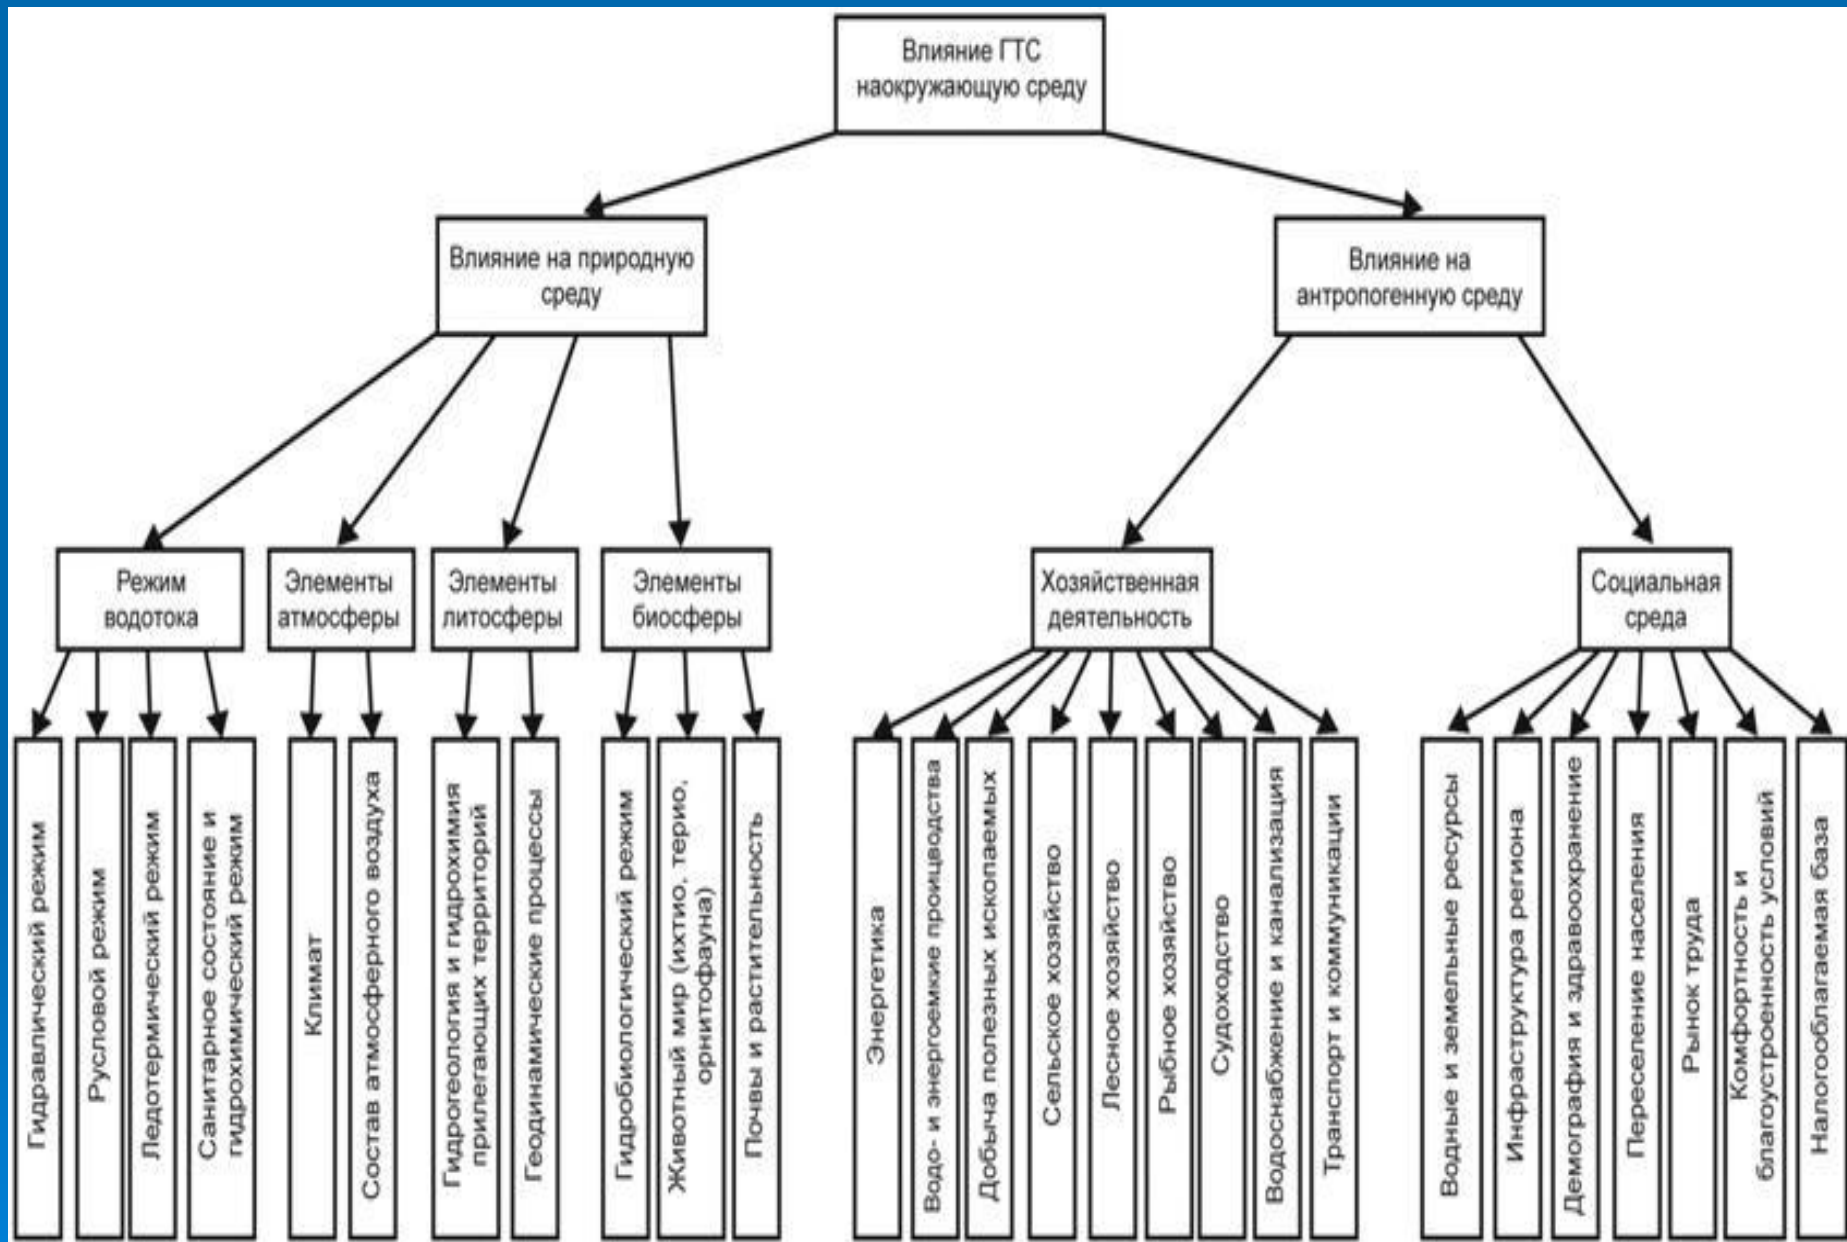 Влияние ГТС
наокружающую среду
Влияние на природную
среду
Влияние на
антропогенную среду
Режим
водотока
Элементы
атмосферы
Элементы
литосферы
Элементы
биосферы
Хозяйственная
деятельность
Социальная
среда
Гидравлический режим
Русловой режим
Ледотермический режим
Санитарное состояние и
гидрохимический режим
Климат
Состав атмосферного воздуха
Гидрогеология и гидрохимия
прилегающих территорий
Геодинамические процессы
Гидробиологический режим
Животный мир (ихтио, терио,
орнитофауна)
Почвы и растительность
Энергетика
Водо- и энергоемкие проицводства
Добыча полезных ископаемых
Сельское хозяйство
Лесное хозяйство
Рыбное хозяйство
Судоходство
Водоснабжение и канализация
Транспорт и коммуникации
Водные и земельные ресурсы
Инфраструктура региона
Демография и здравоохранение
Переселение населения
Рынок труда
Комфортность и
благоустроенность условий
Налогооблагаемая база